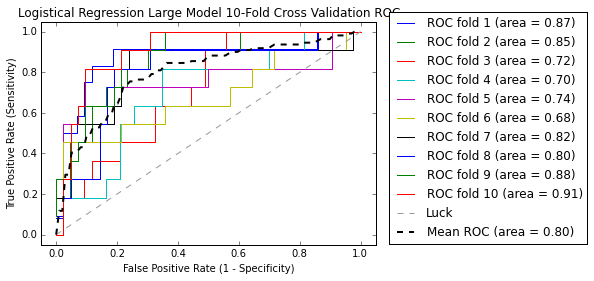 Logistical Regression Large Model 10-Fold Cross Validation ROC
True Positive Rate (Sensitivity)
1.0
0.8
0.6
0.4
0.2
0.0
0.0 0.2 0.4 0.6 0.8 1.0
False Positive Rate (1 - Specificity)
ROC fold 1 (area = 0.87)
ROC fold 2 (area = 0.85)
ROC fold 3 (area = 0.72)
ROC fold 4 (area = 0.70)
ROC fold 5 (area = 0.74)
ROC fold 6 (area = 0.68)
ROC fold 7 (area = 0.82)
ROC fold 8 (area = 0.80)
ROC fold 9 (area = 0.88)
ROC fold 10 (area = 0.91)
Luck
Mean ROC (area = 0.80)